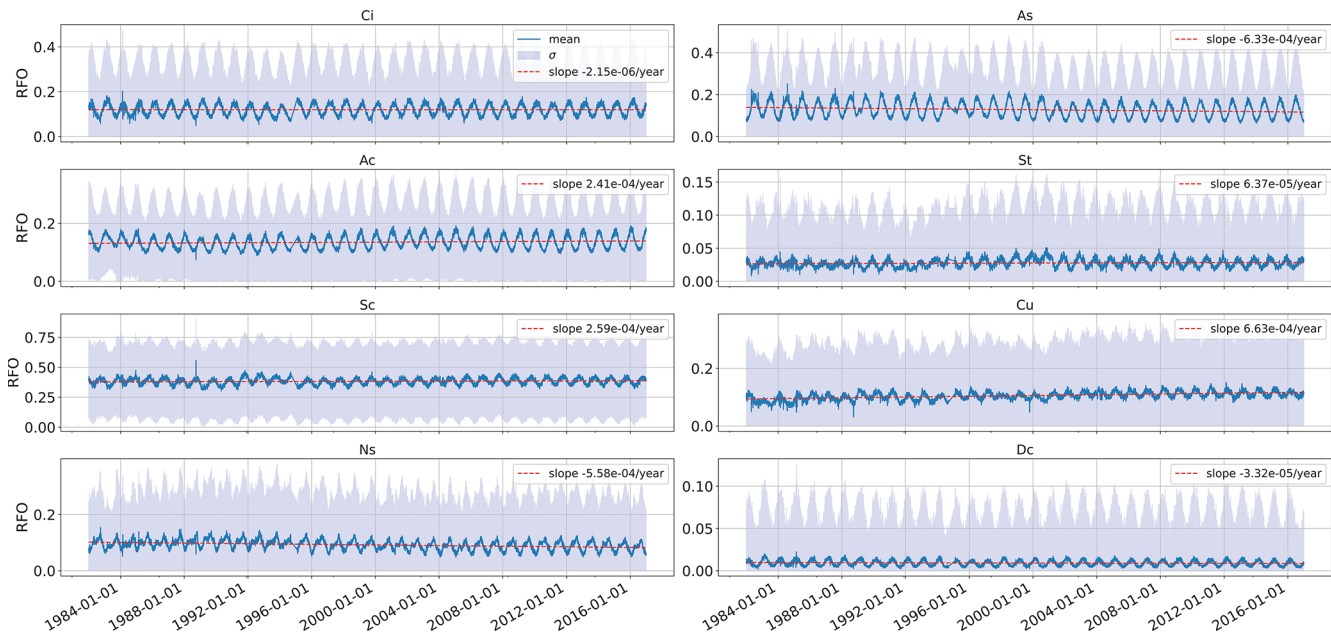 Ci
As
RFO
0.4
0.2
0.0
mean
σ
slope -2.15e-06/year
0.4
0.2
0.0
slope -6.33e-04/year
Ac
St
RFO
0.2
0.0
slope 2.41e-04/year
0.15
0.10
0.05
0.00
slope 6.37e-05/year
Sc
Cu
RFO
0.75
0.50
0.25
0.00
slope 2.59e-04/year
0.2
0.0
slope 6.63e-04/year
Ns
Dc
RFO
0.2
0.0
slope -5.58e-04/year
0.10
0.05
0.00
slope -3.32e-05/year
1984-01-01
1988-01-01
1992-01-01
1996-01-01
2000-01-01
2004-01-01
2008-01-01
2012-01-01
2016-01-01
1984-01-01
1988-01-01
1992-01-01
1996-01-01
2000-01-01
2004-01-01
2008-01-01
2012-01-01
2016-01-01